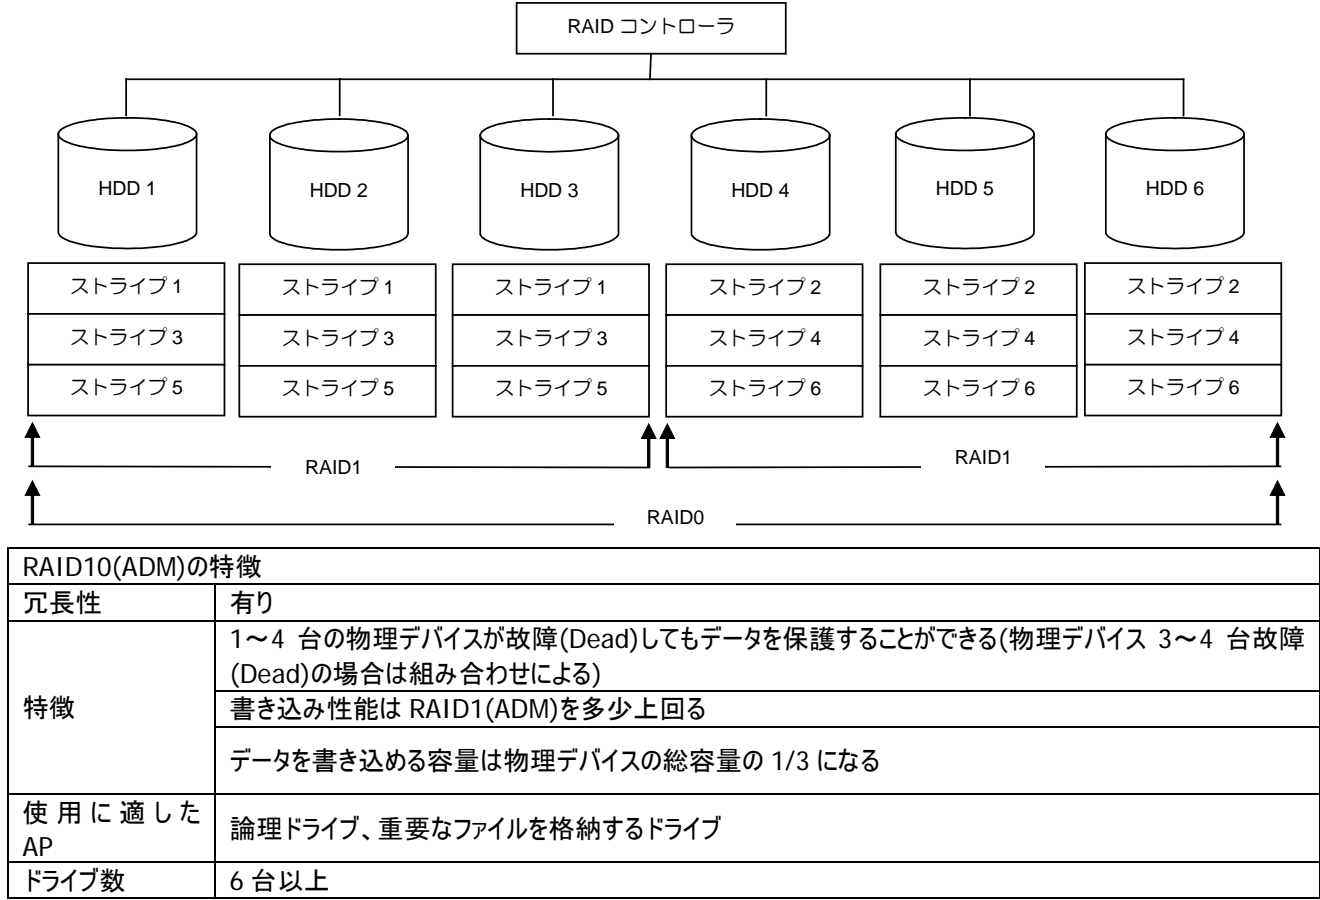 RAID コントローラ
HDD 1 HDD 2 HDD 3 HDD 4 HDD 5 HDD 6
ストライプ 1 ストライプ 1 ストライプ 1 ストライプ 2 ストライプ 2 ストライプ 2
ストライプ 3 ストライプ 3 ストライプ 3 ストライプ 4 ストライプ 4 ストライプ 4
ストライプ 5 ストライプ 5 ストライプ 5 ストライプ 6 ストライプ 6 ストライプ 6
RAID1 RAID1
RAID0
RAID10(ADM)の特徴
冗長性 有り
特徴
1～4 台の物理デバイスが故障(Dead)してもデータを保護することができる(物理デバイス 3～4 台故障
(Dead)の場合は組み合わせによる)
書き込み性能は RAID1(ADM)を多少上回る
データを書き込める容量は物理デバイスの総容量の 1/3 になる
使用に適した
AP
論理ドライブ、重要なファイルを格納するドライブ
ドライブ数 6 台以上